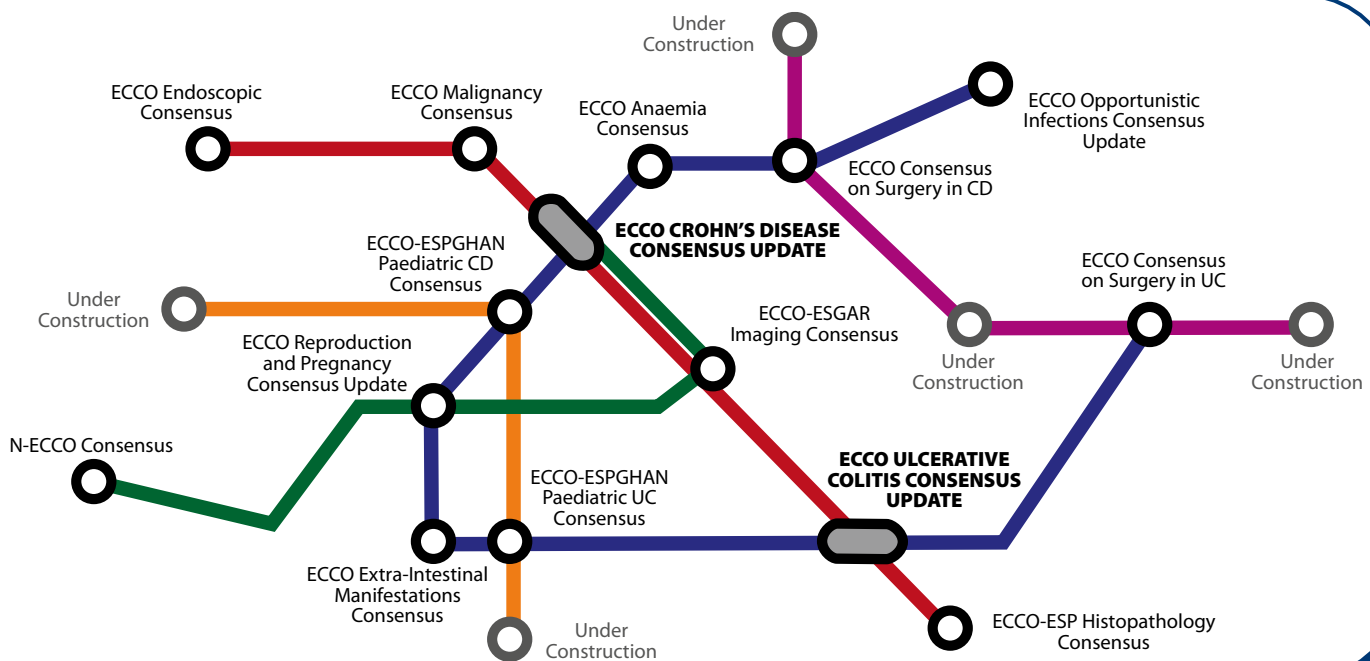 Under
Construction
ECCO Endoscopic
Consensus
ECCO Malignancy
Consensus
ECCO Anaemia
Consensus
ECCO Opportunistic
Infections Consensus
Update
ECCO Consensus
on Surgery in CD
ECCO CROHN'S DISEASE
CONSENSUS UPDATE
ECCO-ESPGHAN
Paediatric CD
Consensus
ECCO Consensus
on Surgery in UC
Under
Construction
ECCO-ESGAR
Imaging Consensus
ECCO Reproduction
and Pregnancy
Consensus Update
Under
Construction
Under
Construction
N-ECCO Consensus
ECCO ULCERATIVE
COLITIS CONSENSUS
UPDATE
ECCO-ESPGHAN
Paediatric UC
Consensus
ECCO Extra-Intestinal
Manifestations
Consensus
Under
Construction
ECCO-ESP Histopathology
Consensus